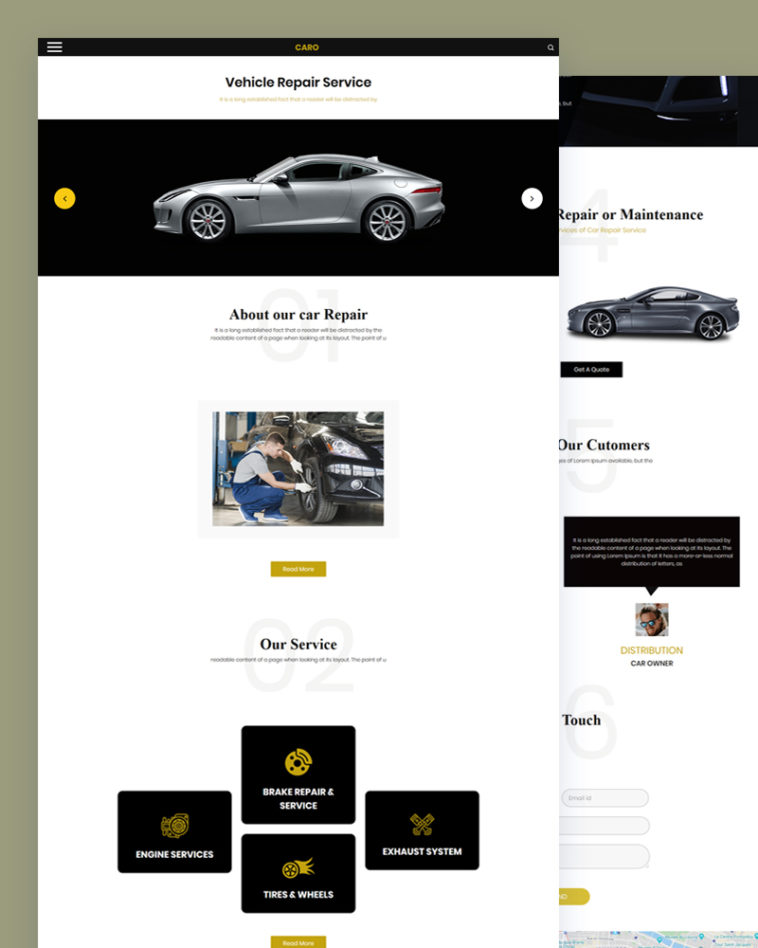 CARO
Vehicle Repair Service
It is a long established fact that a reader will be distracted by
01
About our car Repair
It is a long established fact that a reader will be distracted by the
readable content of a page when looking at its layout. The point of u
Read More
02
Our Service
readable content of a page when looking at its layout. The point of u
BRAKE REPAIR &
SERVICE
ENGINE SERVICES
EXHAUST SYSTEM
TIRES & WHEELS
Read More
, but
4
Repair or Maintenance
rvices of Car Repair Service
Get A Quote
5
Our Cutomers
ges of Lorem Ipsum available, but the
It is a long established fact that a reader will be distracted by
the readable content of a page when looking at its layout. The
point of using Lorem Ipsum is that it has a more-or-less normal
distribution of letters, as
DISTRIBUTION
CAR OWNER
6
Touch
Email id
ND